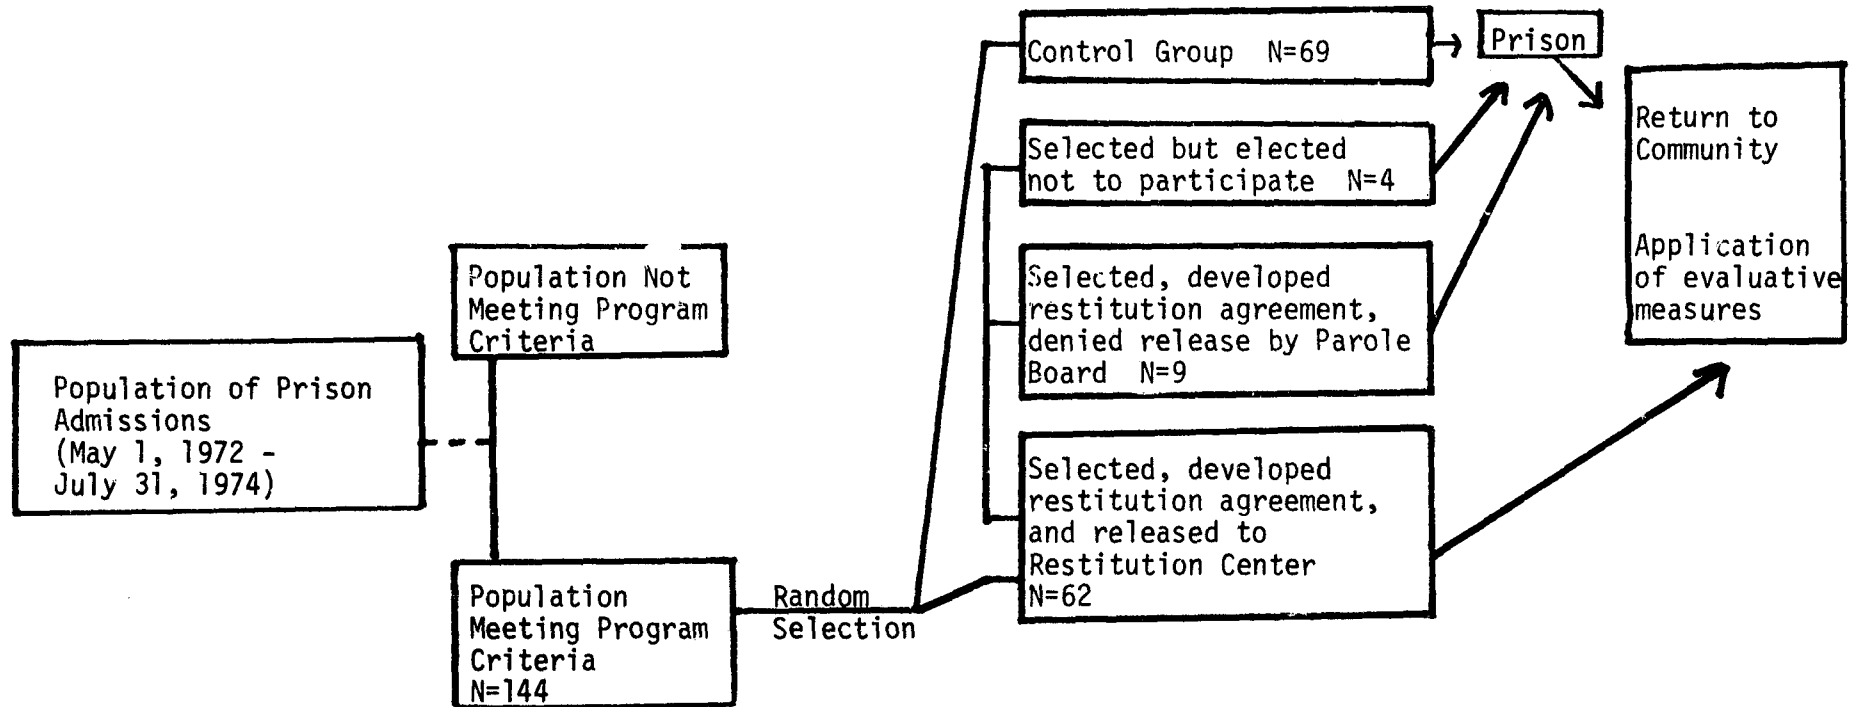 Population of Prison
Admissions
(May 1, 1972 -
July 31, 1974)
Population Not
Meeting Program
Criteria
Population
Meeting Program
Criteria
N=144
Random
Selection
Control Group N=69
Selected but elected
not to participate N=4
Selected, developed
restitution agreement,
denied release by Parole
Board N=9
Selected, developed
restitution agreement,
and released to
Restitution Center
N=62
Prison
Return to
Community
Application
of evaluative
measures